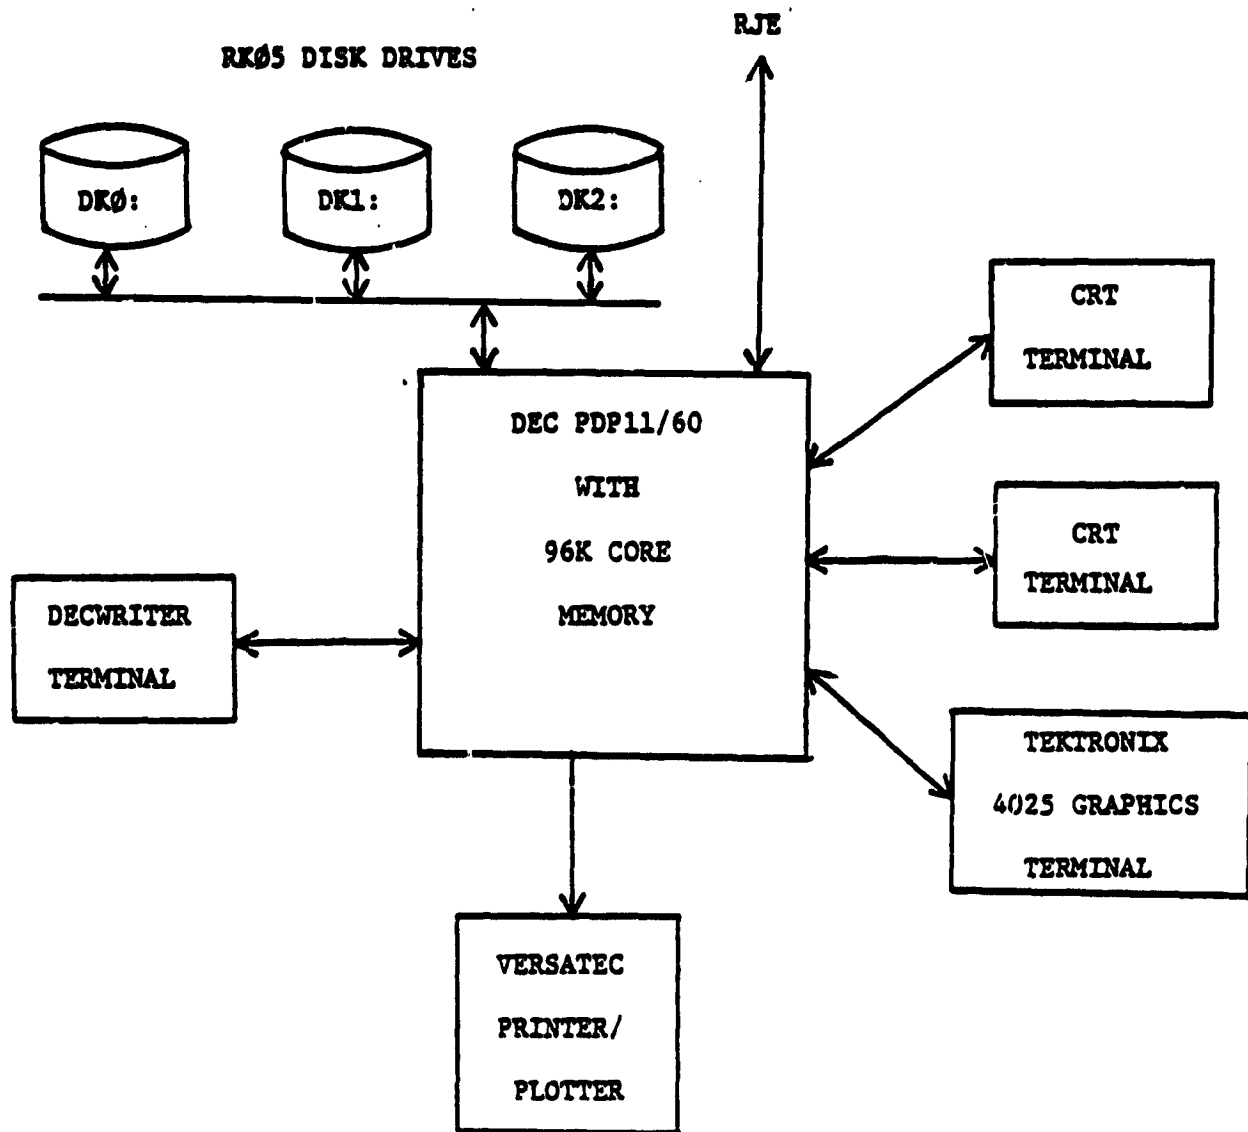 RJE
RKØ5 DISK DRIVES
DKØ:
DK1:
DK2:
CRT
TERMINAL
DEC PDP11/60
WITH
96K CORE
MEMORY
CRT
TERMINAL
DECWRITER
TERMINAL
TEKTRONIX
4025 GRAPHICS
TERMINAL
VERSATEC
PRINTER/
PLOTTER